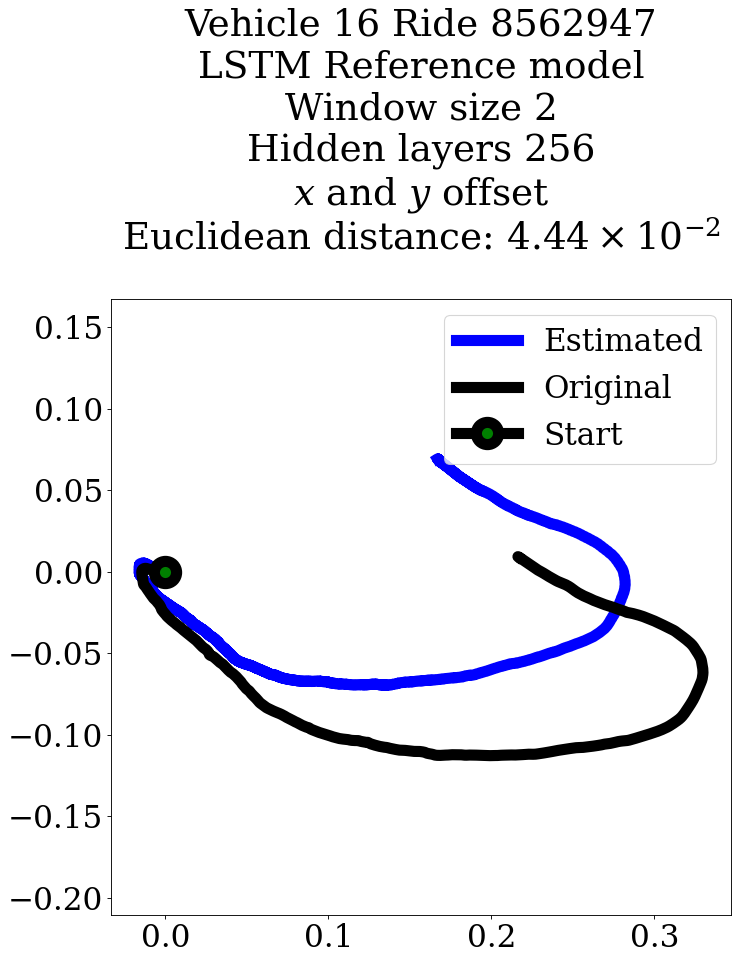 Vehicle 16 Ride 8562947
LSTM Reference model
Window size 2
Hidden layers 256
x and y offset
Euclidean distance: 4.44 × 10⁻²
Estimated
Original
Start
0.15
0.10
0.05
0.00
−0.05
−0.10
−0.15
−0.20
0.0 0.1 0.2 0.3